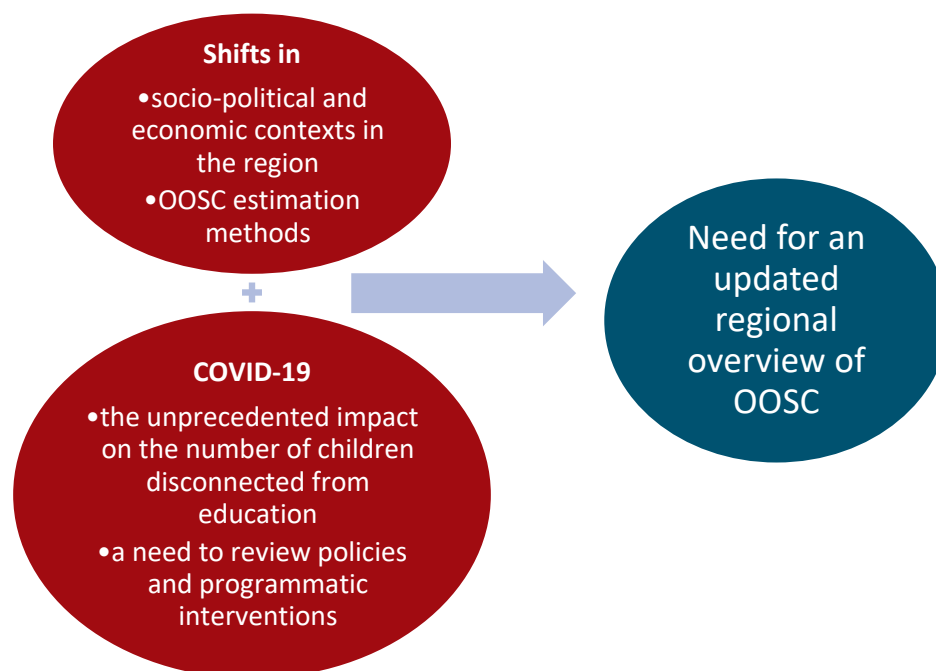 Shifts in
•socio-political and
economic contexts in
the region
•OOSC estimation
methods
+
COVID-19
•the unprecedented impact
on the number of children
disconnected from
education
•a need to review policies
and programmatic
interventions
Need for an
updated
regional
overview of
OOSC